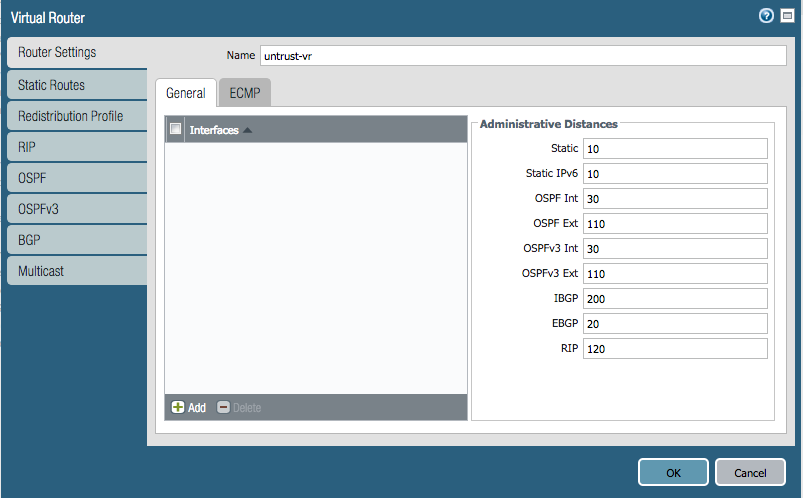 Virtual Router
Router Settings
Static Routes
Redistribution Profile
RIP
OSPF
OSPFv3
BGP
Multicast
Name untrust-vr
General ECMP
Interfaces
Add Delete
Administrative Distances
Static 10
Static IPv6 10
OSPF Int 30
OSPF Ext 110
OSPFv3 Int 30
OSPFv3 Ext 110
IBGP 200
EBGP 20
RIP 120
OK Cancel